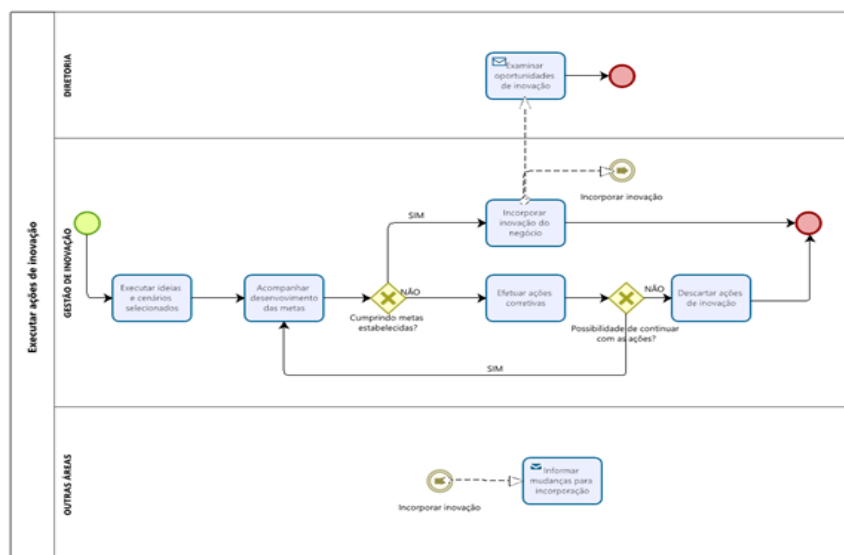 Executar ações de inovação
DIRETORIA
Examinar
oportunidades
de inovação
GESTÃO DE INOVAÇÃO
Incorporar inovação
SIM
Incorporar
inovação do
negócio
Executar ideias
e cenários
selecionados
Acompanhar
desenvovimento
das metas
NÃO
Cumprindo metas
estabelecidas?
Efetuar ações
corretivas
NÃO
Possibilidade de continuar
com as ações?
Descartar ações
de inovação
SIM
OUTRAS ÁREAS
Incorporar inovação
Informar
mudanças para
incorporação